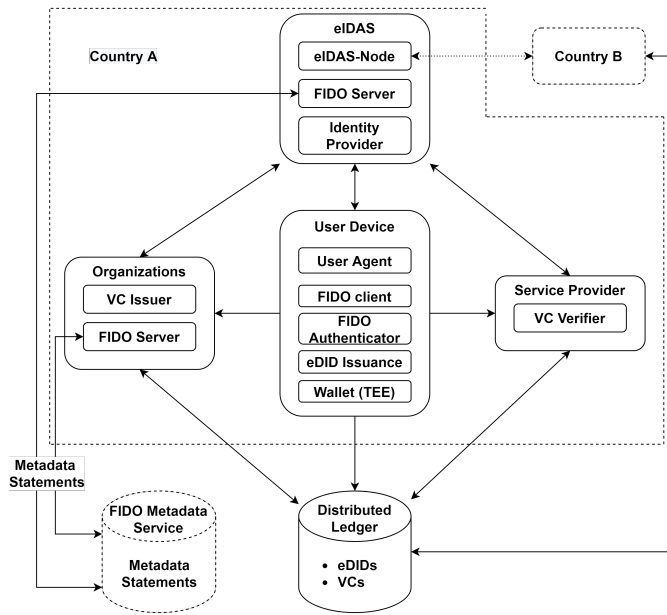 eIDAS
Country A
eIDAS-Node
Country B
FIDO Server
Identity
Provider
User Device
User Agent
FIDO client
FIDO
Authenticator
eDID Issuance
Wallet (TEE)
Organizations
VC Issuer
FIDO Server
Service Provider
VC Verifier
Metadata
Statements
FIDO Metadata
Service
Metadata
Statements
Distributed
Ledger
• eDIDs
• VCs